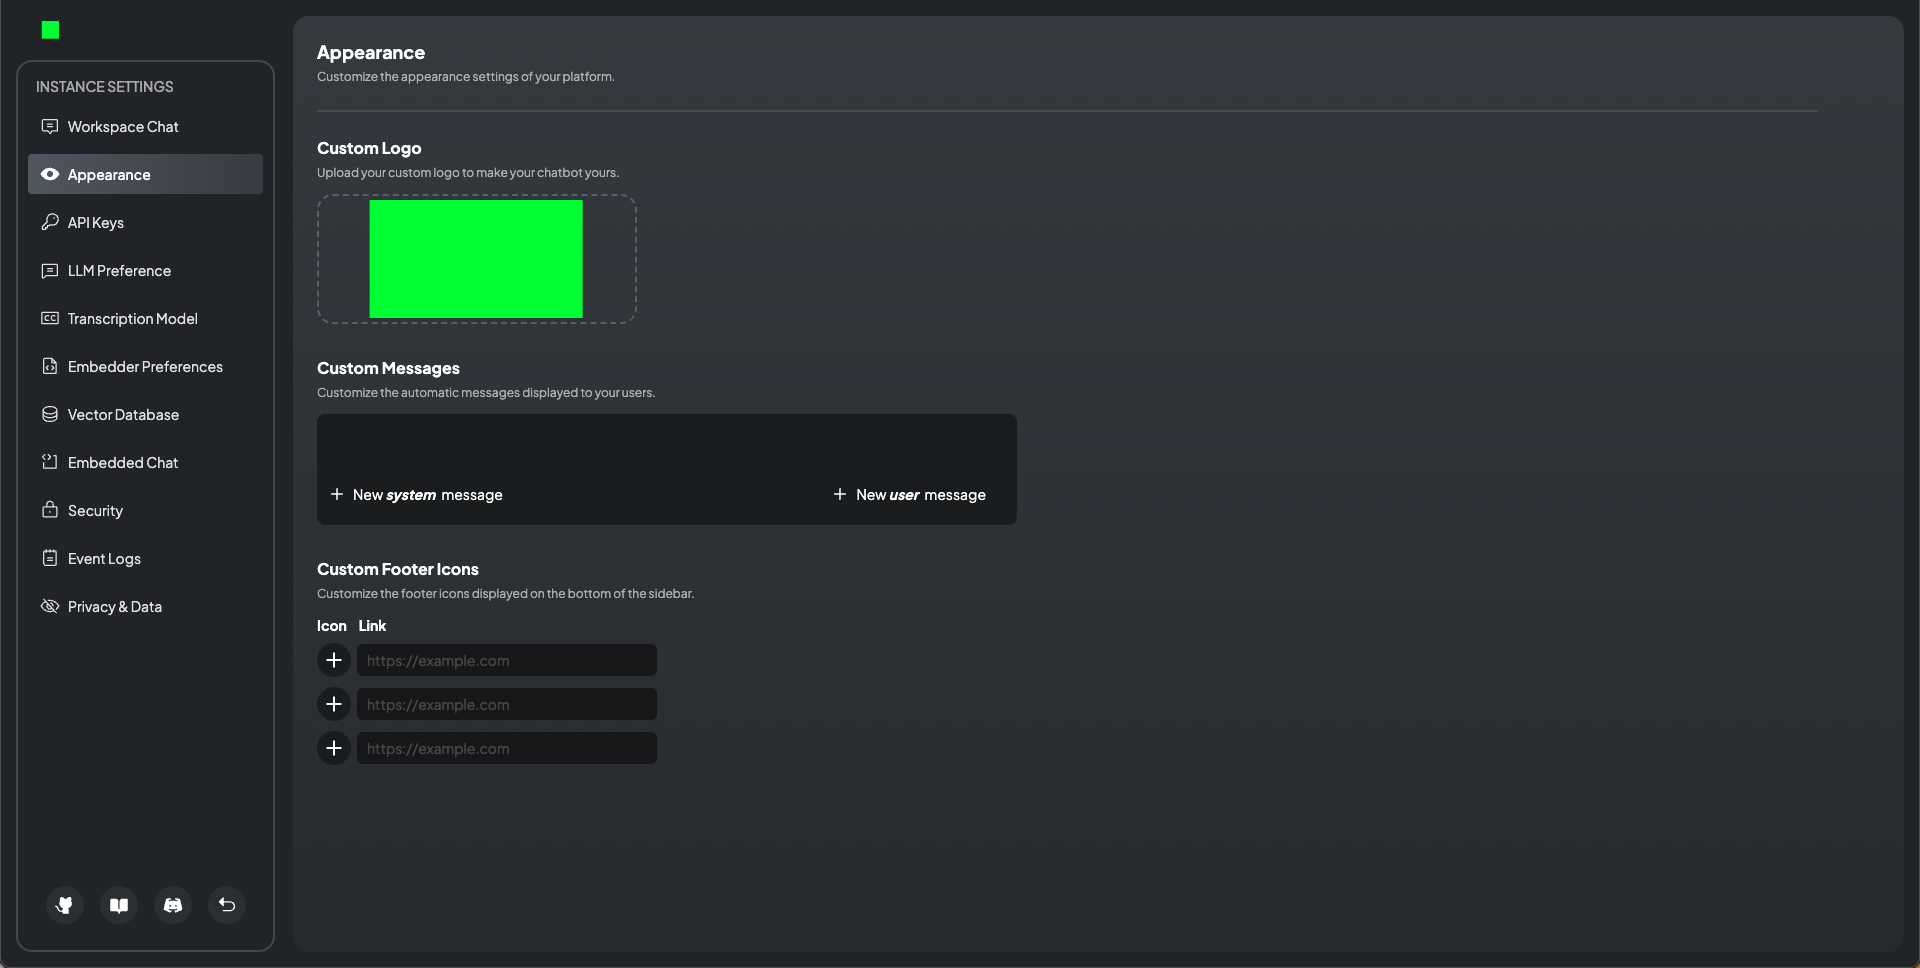 INSTANCE SETTINGS
Workspace Chat
Appearance
API Keys
LLM Preference
Transcription Model
Embedder Preferences
Vector Database
Embedded Chat
Security
Event Logs
Privacy & Data
Appearance
Customize the appearance settings of your platform.
Custom Logo
Upload your custom logo to make your chatbot yours.
Custom Messages
Customize the automatic messages displayed to your users.
+ New system message
+ New user message
Custom Footer Icons
Customize the footer icons displayed on the bottom of the sidebar.
Icon Link
https://example.com
https://example.com
https://example.com